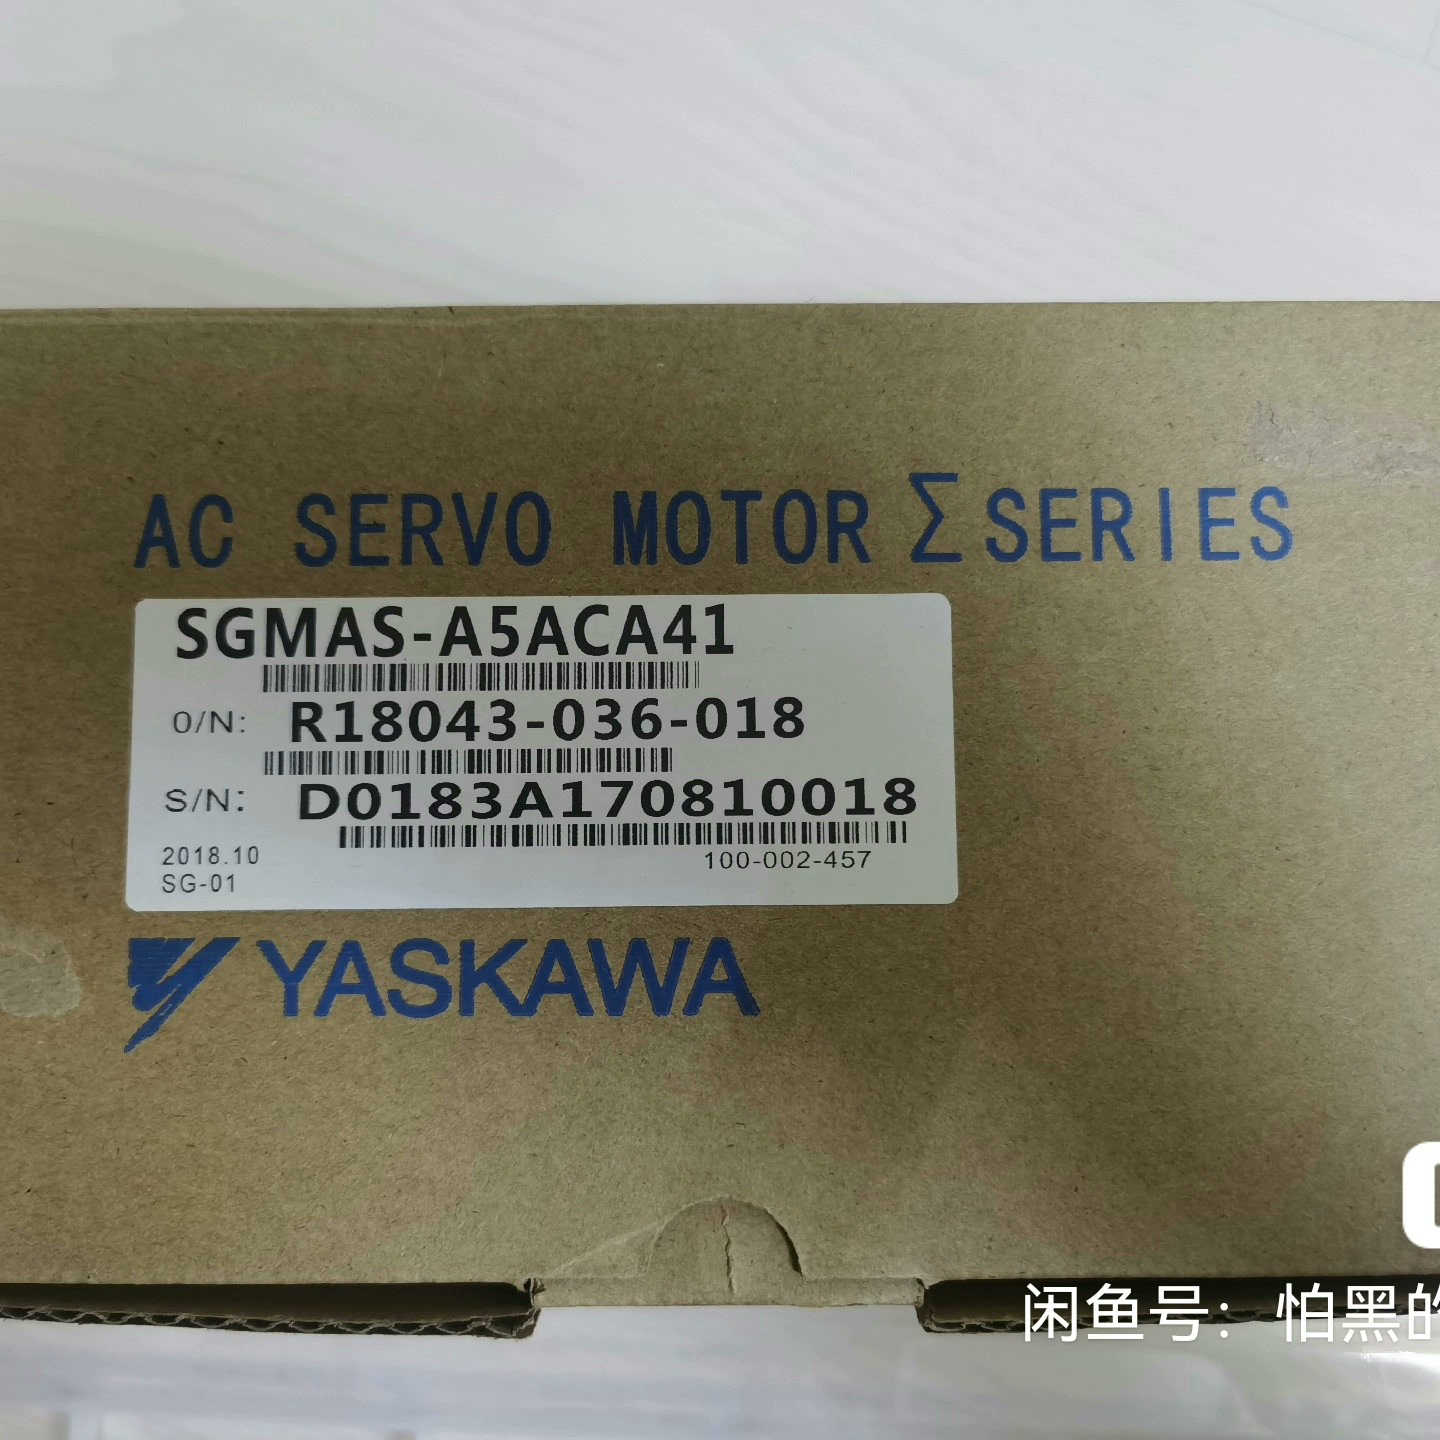 AC SERVO MOTOR Σ SERIES
SGMAS-A5ACA41
O/N: R18043-036-018
S/N: D0183A170810018
2018.10
100-002-457
SG-01
YASKAWA
闲鱼号：怕黑的